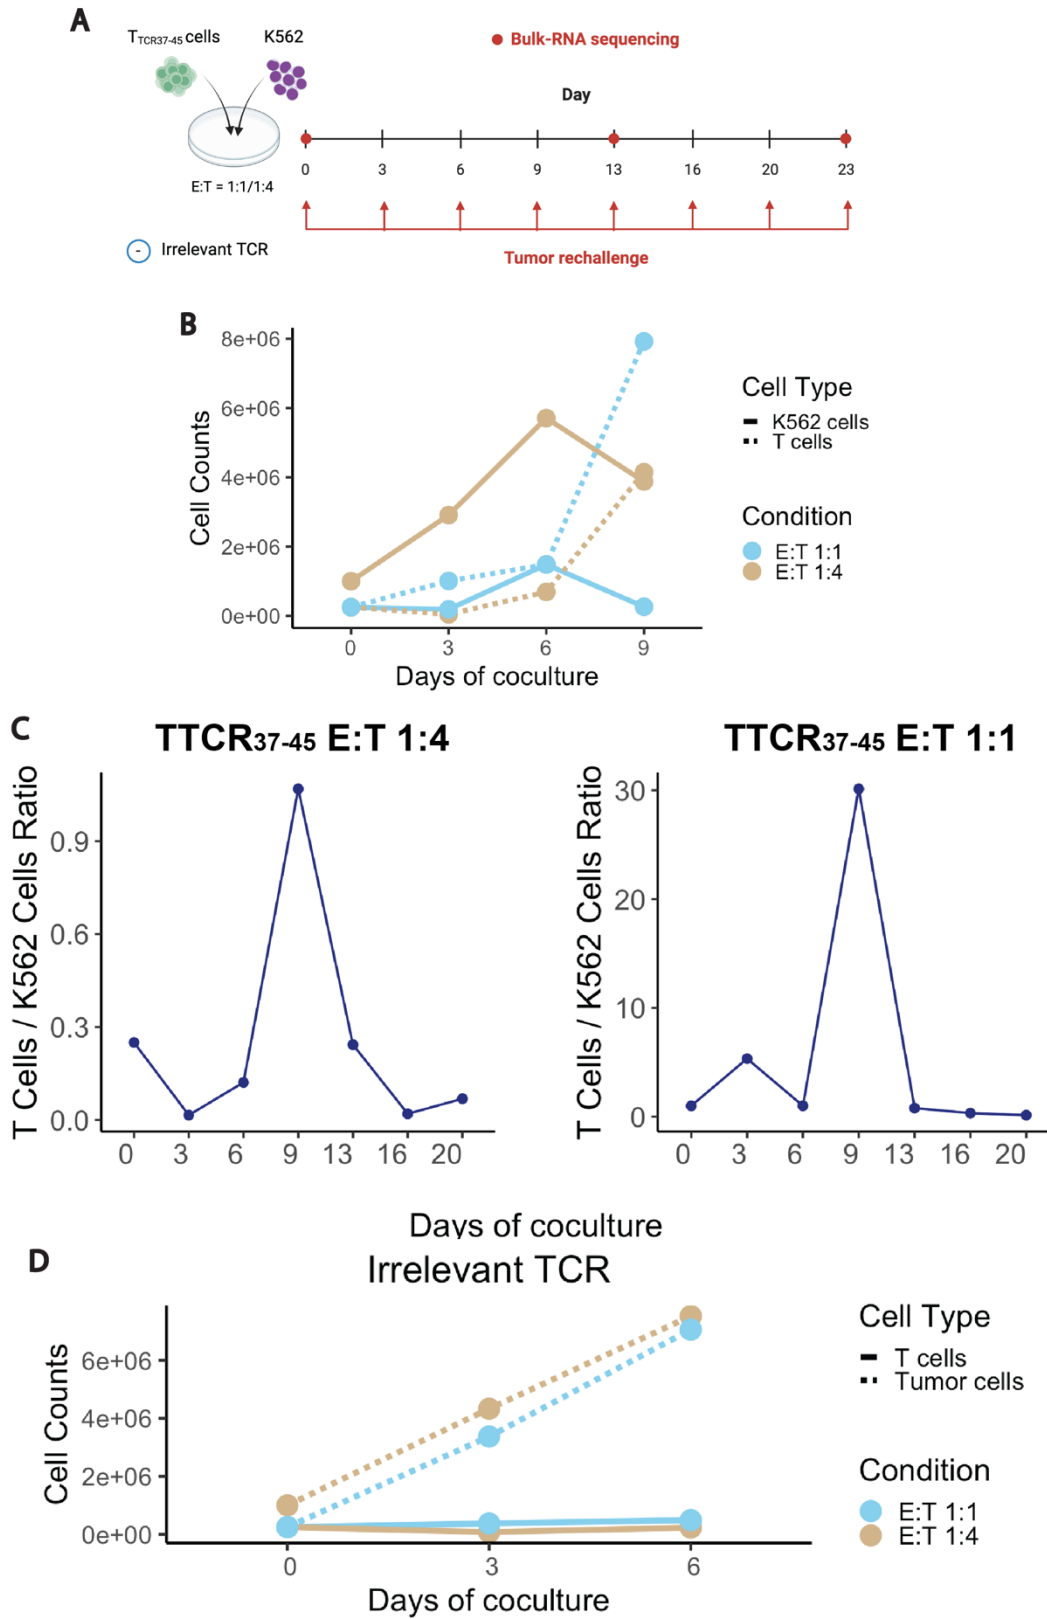 A
TTCR37-45 cells
K562
Bulk-RNA sequencing
Day
0 3 6 9 13 16 20 23
E:T = 1:1/1:4
- Irrelevant TCR
Tumor rechallenge
B
Cell Counts
8e+06
6e+06
4e+06
2e+06
0e+00
0 3 6 9
Days of coculture
Cell Type
K562 cells
T cells
Condition
E:T 1:1
E:T 1:4
C
TTCR37-45 E:T 1:4
T Cells / K562 Cells Ratio
0.9
0.6
0.3
0.0
0 3 6 9 13 16 20
TTCR37-45 E:T 1:1
T Cells / K562 Cells Ratio
30
20
10
0
0 3 6 9 13 16 20
Days of coculture
D
Irrelevant TCR
Cell Counts
6e+06
4e+06
2e+06
0e+00
0 3 6
Days of coculture
Cell Type
T cells
Tumor cells
Condition
E:T 1:1
E:T 1:4